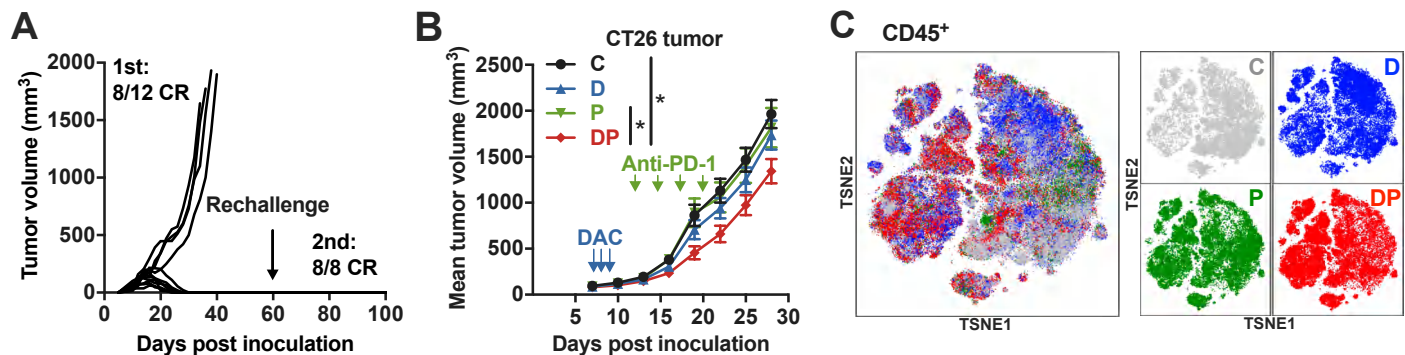 A
Tumor volume (mm³)
2000
1500
1000
500
0
1st:
8/12 CR
Rechallenge
2nd:
8/8 CR
0 20 40 60 80 100
Days post inoculation
B
CT26 tumor
Mean tumor volume (mm³)
2500
2000
1500
1000
500
0
C
D
P
DP
*
*
Anti-PD-1
DAC
5 10 15 20 25 30
Days post inoculation
C
CD45⁺
TSNE2
TSNE1
C
D
P
DP
TSNE2
TSNE1